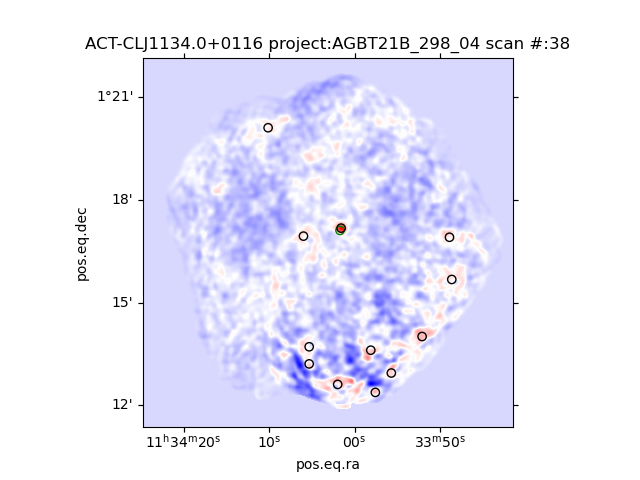 ACT-CLJ1134.0+0116 project:AGBT21B_298_04 scan #:38
1°21'
18'
15'
12'
pos.eq.dec
11ʰ34ᵐ20ˢ 10ˢ 00ˢ 33ᵐ50ˢ
pos.eq.ra